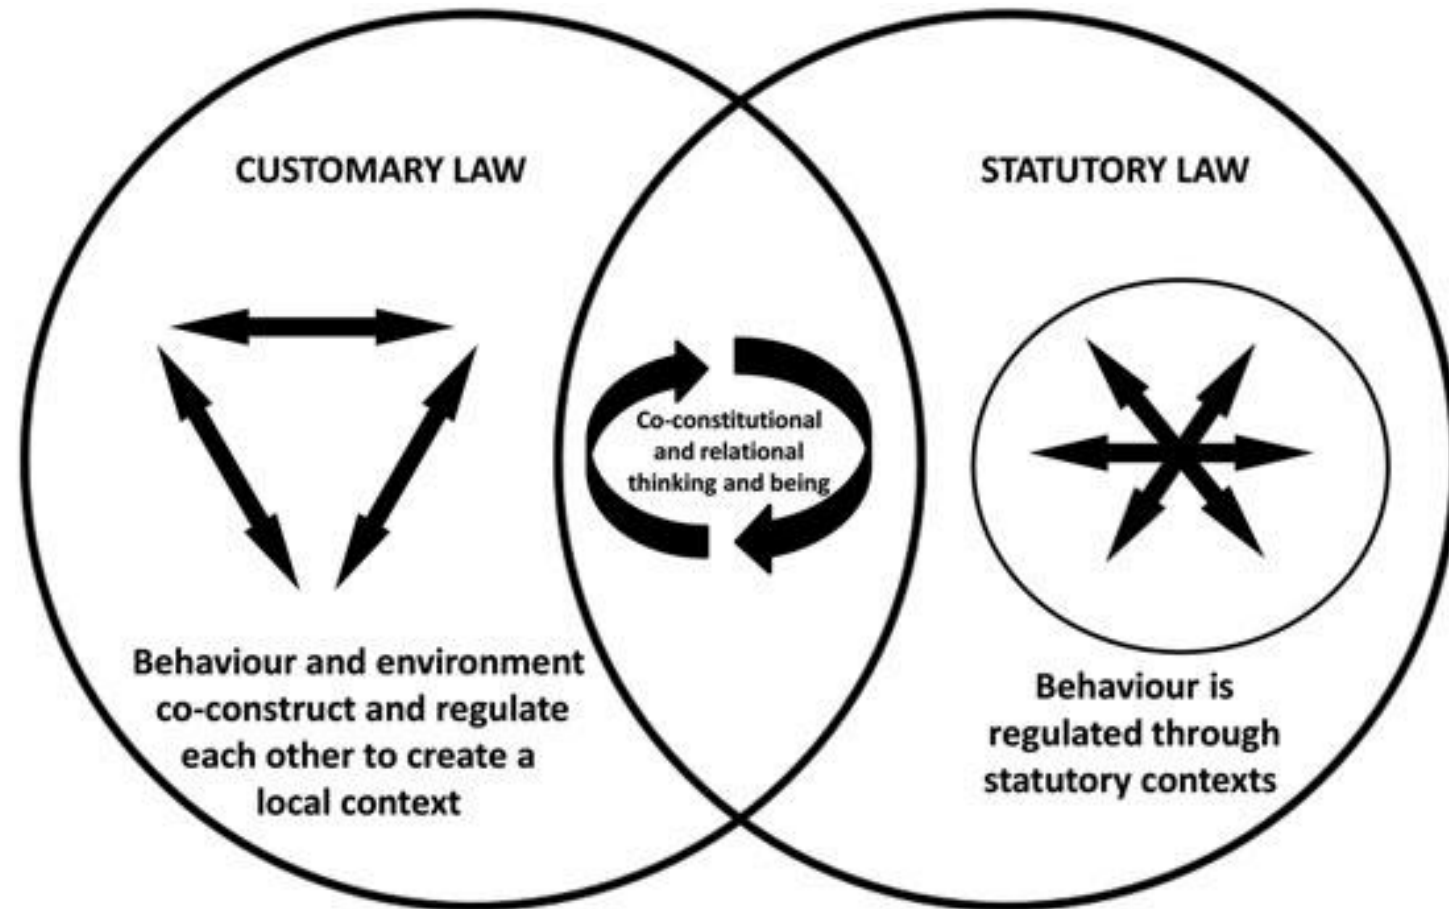 CUSTOMARY LAW
STATUTORY LAW
Co-constitutional
and relational
thinking and being
Behaviour and environment
co-construct and regulate
each other to create a
local context
Behaviour is
regulated through
statutory contexts